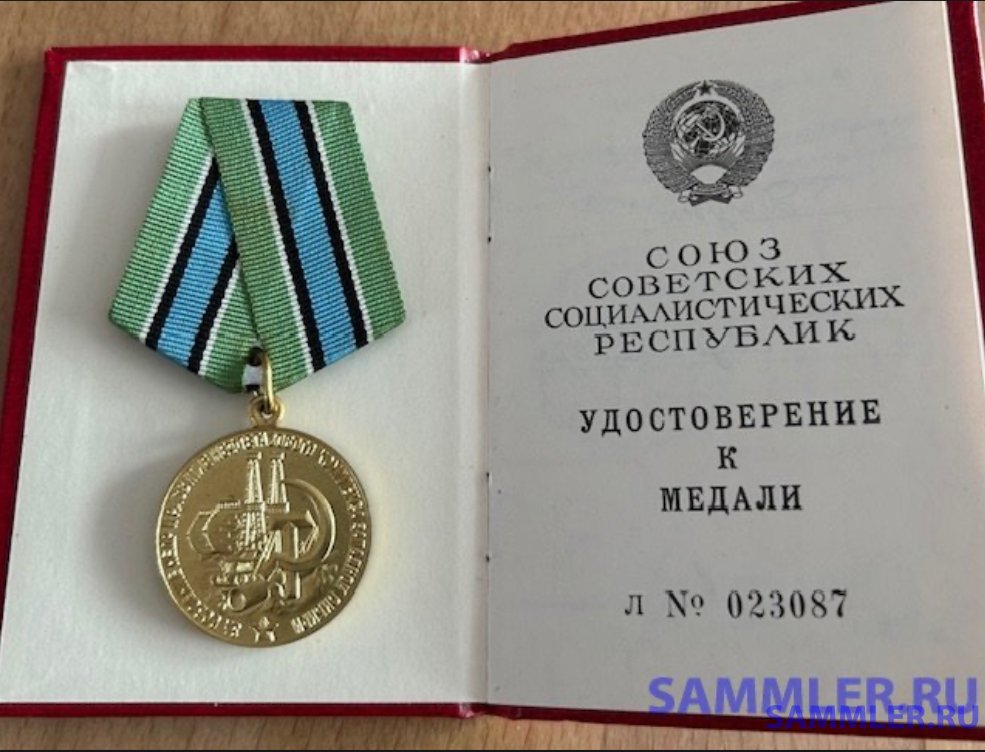 СОЮЗ
СОВЕТСКИХ
СОЦИАЛИСТИЧЕСКИХ
РЕСПУБЛИК
УДОСТОВЕРЕНИЕ
К
МЕДАЛИ
Л № 023087
SAMMLER.RU
SAMMLER.RU